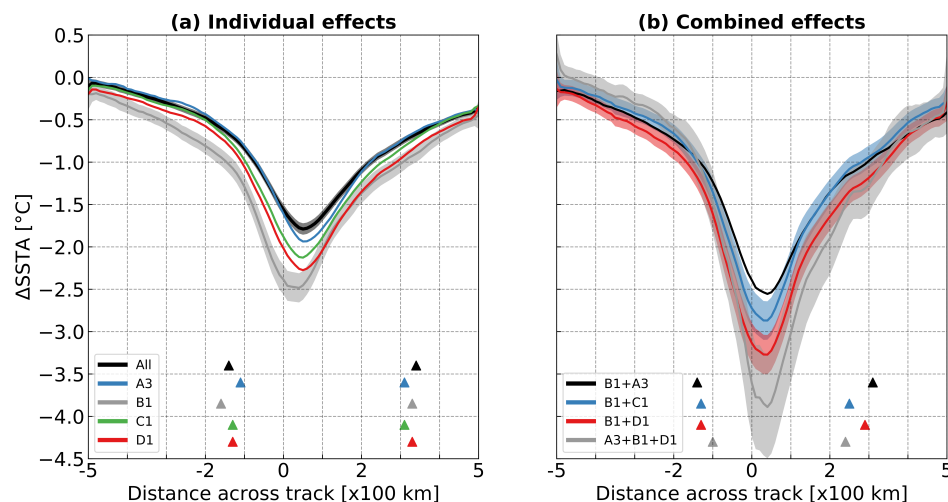 (a) Individual effects
(b) Combined effects
0.5
0.0
−0.5
−1.0
−1.5
−2.0
−2.5
−3.0
−3.5
−4.0
−4.5
ΔSSTA [°C]
All
A3
B1
C1
D1
B1+A3
B1+C1
B1+D1
A3+B1+D1
-5 -2 0 2 5
-5 -2 0 2 5
Distance across track [x100 km]
Distance across track [x100 km]